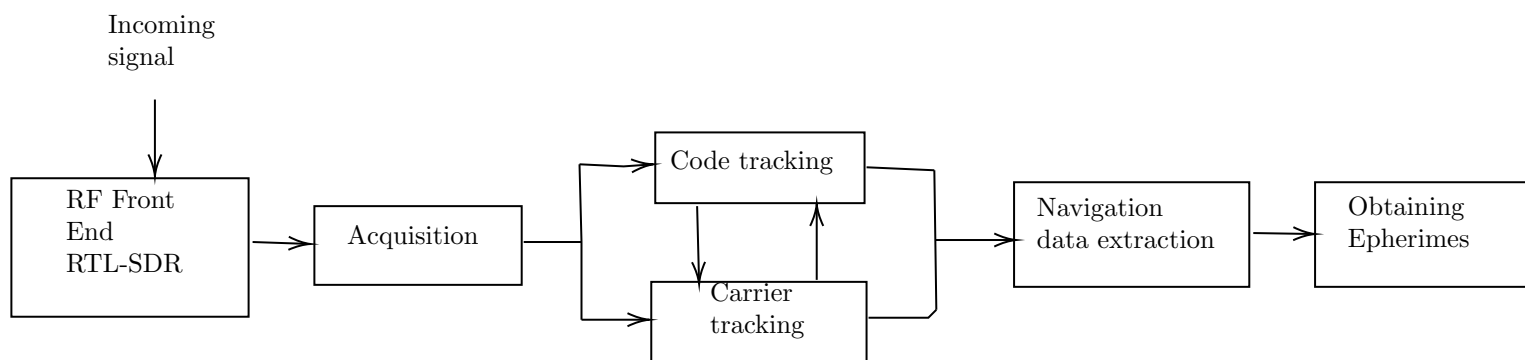 Incoming
signal
RF Front
End
RTL-SDR
Acquisition
Code tracking
Carrier
tracking
Navigation
data extraction
Obtaining
Epherimes